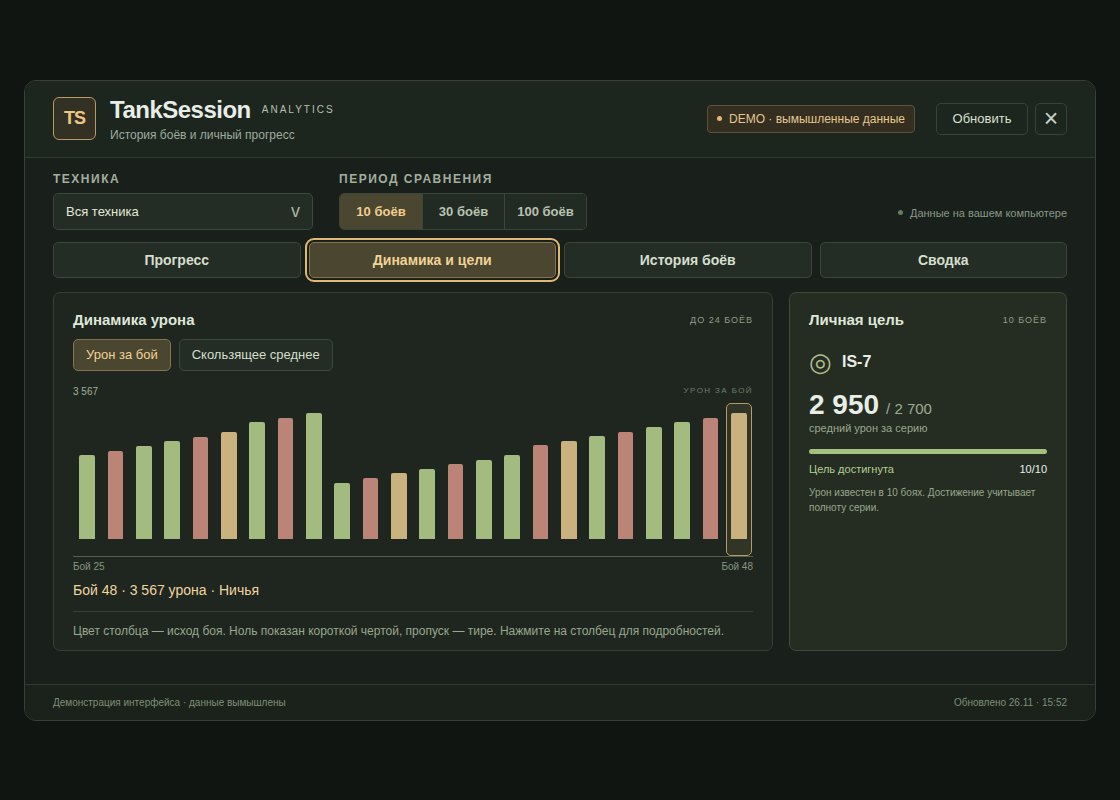 TS
TankSession ANALYTICS
История боёв и личный прогресс
DEMO · вымышленные данные
Обновить
×
ТЕХНИКА
ПЕРИОД СРАВНЕНИЯ
Вся техника
10 боёв
30 боёв
100 боёв
Данные на вашем компьютере
Прогресс
Динамика и цели
История боёв
Сводка
Динамика урона
ДО 24 БОЁВ
Урон за бой
Скользящее среднее
3 567
УРОН ЗА БОЙ
Бой 25
Бой 48
Бой 48 · 3 567 урона · Ничья
Цвет столбца — исход боя. Ноль показан короткой чертой, пропуск — тире. Нажмите на столбец для подробностей.
Личная цель
10 БОЁВ
IS-7
2 950 / 2 700
средний урон за серию
Цель достигнута
10/10
Урон известен в 10 боях. Достижение учитывает
полноту серии.
Демонстрация интерфейса · данные вымышлены
Обновлено 26.11 · 15:52